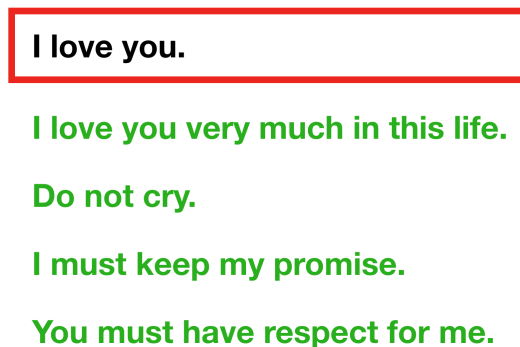 I love you.
I love you very much in this life.
Do not cry.
I must keep my promise.
You must have respect for me.